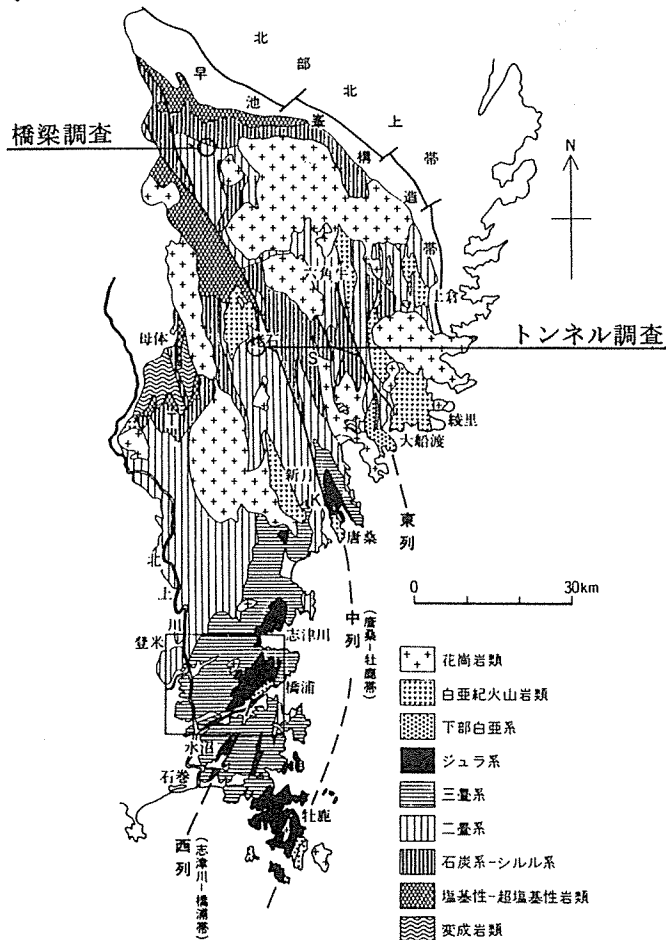 北部北上帯
早池峯構造帯
橋梁調査
N
六角牛
上倉
トンネル調査
母体
S
T
綾里
大船渡
新月
K
唐桑
東列
北上川
0 30km
中列
(唐桑-牡鹿帯)
志津川
登米
橋浦
水沼
石巻
牡鹿
西列
(志津川-橋浦帯)
花崗岩類
白亜紀火山岩類
下部白亜系
ジュラ系
三畳系
二畳系
石炭系-シルル系
塩基性-超塩基性岩類
変成岩類